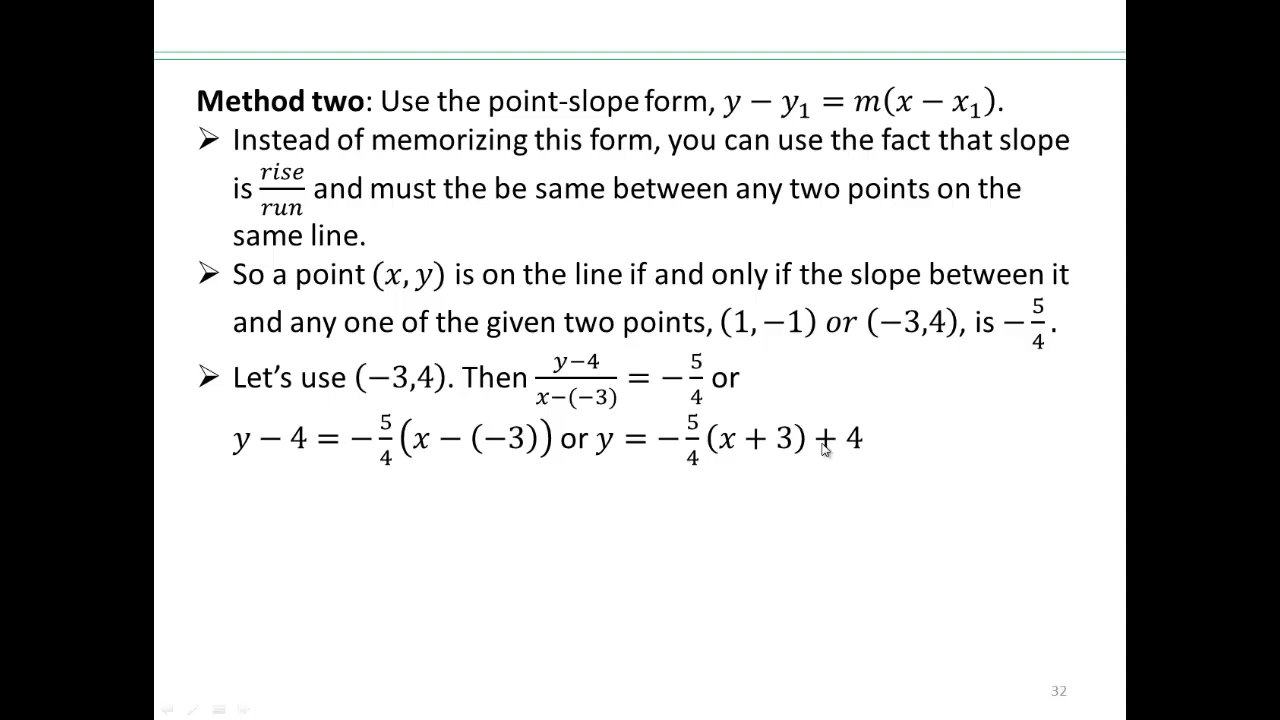 Method two: Use the point-slope form, y − y₁ = m(x − x₁).
➢ Instead of memorizing this form, you can use the fact that slope
is rise/run and must the be same between any two points on the
same line.
➢ So a point (x, y) is on the line if and only if the slope between it
and any one of the given two points, (1, −1) or (−3,4), is −5/4.
➢ Let's use (−3,4). Then (y−4)/(x−(−3)) = −5/4 or
y − 4 = −5/4(x − (−3)) or y = −5/4(x + 3) + 4
32